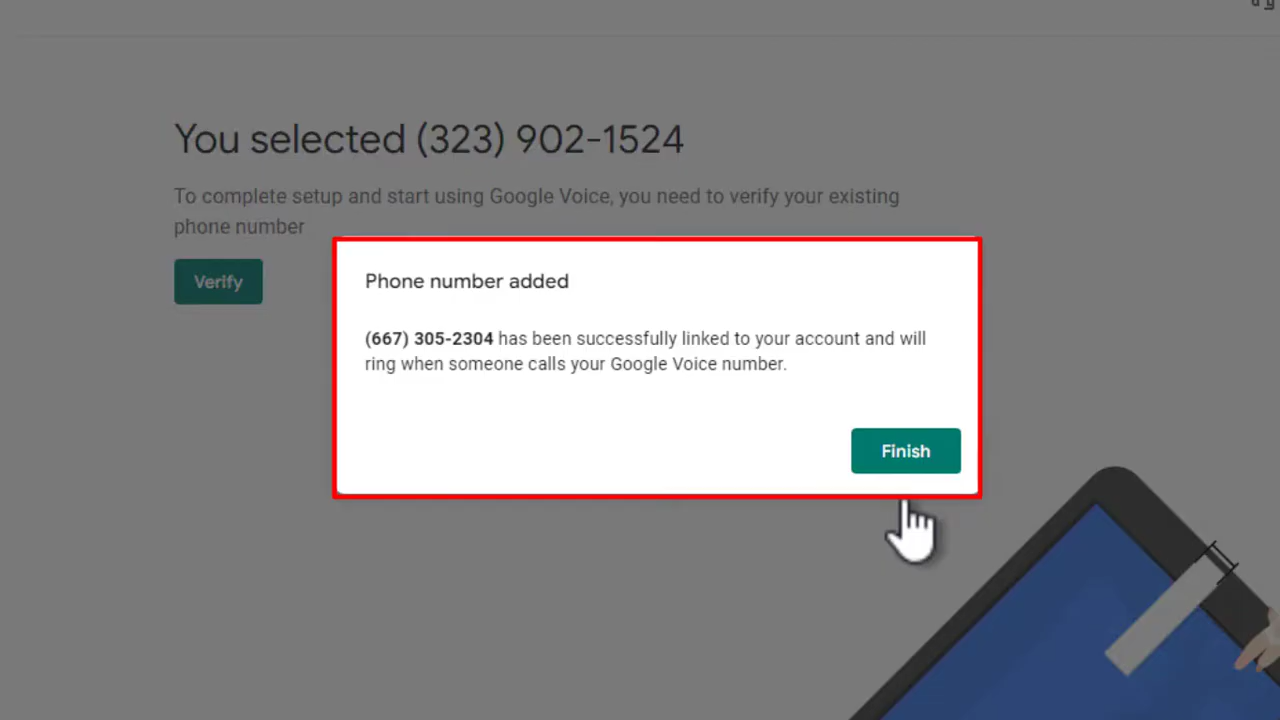 You selected (323) 902-1524
To complete setup and start using Google Voice, you need to verify your existing
phone number
Verify
Phone number added
(667) 305-2304 has been successfully linked to your account and will
ring when someone calls your Google Voice number.
Finish